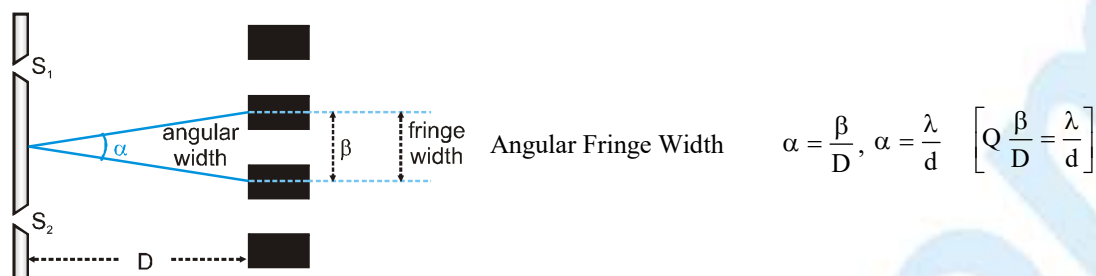 S₁
angular width
α
β
fringe width
Angular Fringe Width α = β/D, α = λ/d [Q β/D = λ/d]
S₂
D